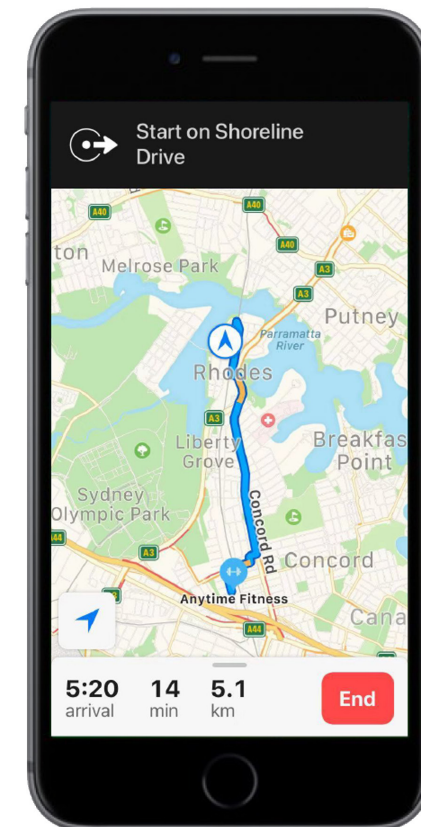 Start on Shoreline
Drive
A40
A40
ton
Melrose Park
A40
A3
A3
Putney
Parramatta
River
Rhodes
A3
Liberty
Grove
Breakfas
Point
Sydney
Olympic Park
Concord Rd
A44
A3
Concord
Anytime Fitness
Cana
A44
5:20
14
5.1
End
arrival
min
km